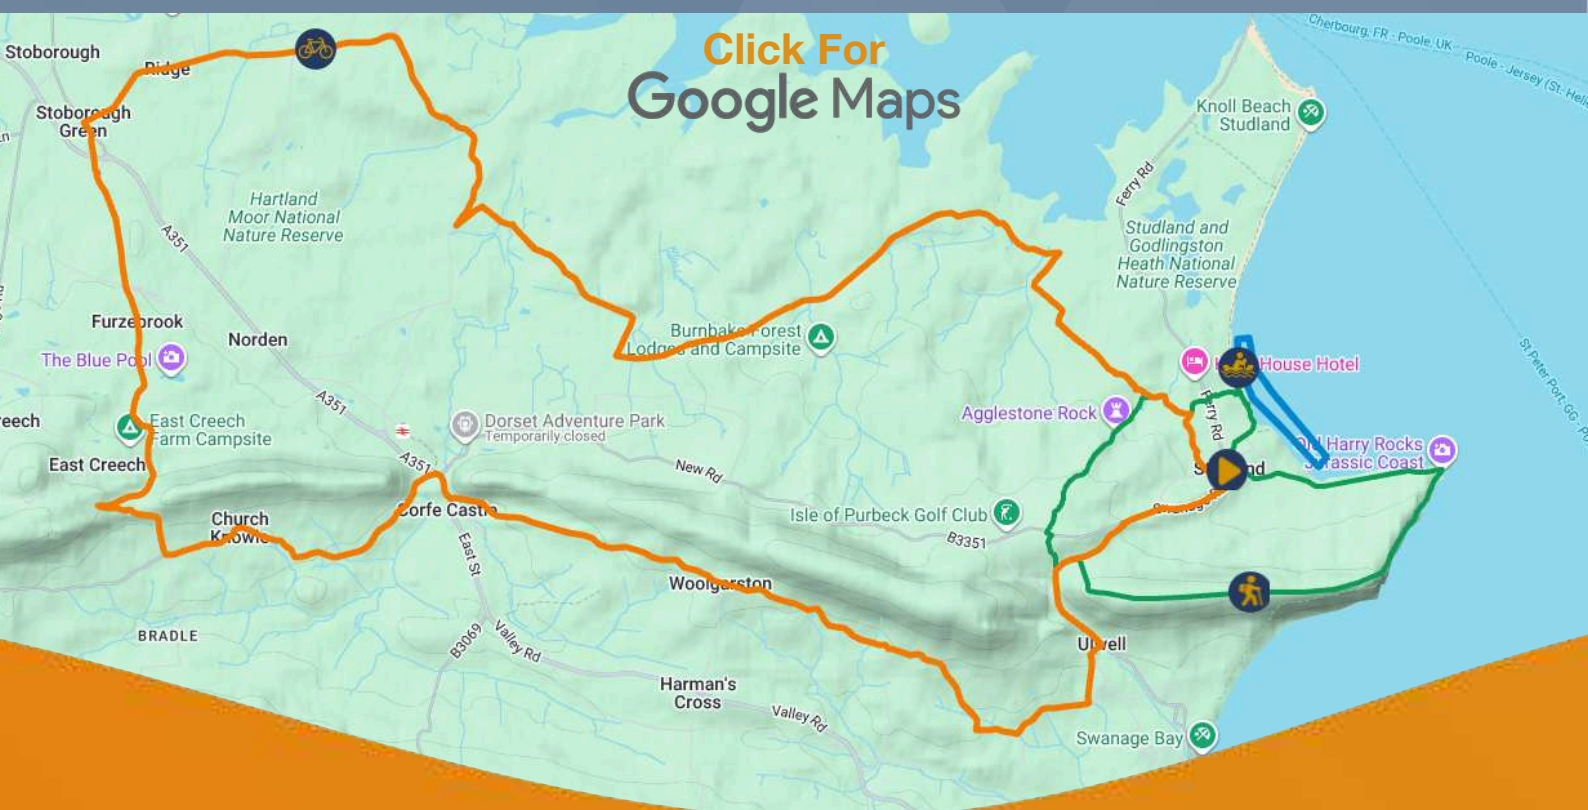 Click For
Google Maps
Cherbourg, FR - Poole, UK
Poole - Jersey (St. Heli
Stoborough
Ridge
Stoborough
Green
Knoll Beach
Studland
Ferry Rd
Hartland
Moor National
Nature Reserve
A351
Studland and
Godlingston
Heath National
Nature Reserve
Furzebrook
Norden
The Blue Pool
Burnbake Forest
Lodges and Campsite
House Hotel
St Peter Port, GG - Po
A351
reech
East Creech
Farm Campsite
Dorset Adventure Park
Temporarily closed
Agglestone Rock
Ferry Rd
Old Harry Rocks
Jurassic Coast
East Creech
A351
New Rd
Church
Knowle
Corfe Castle
Isle of Purbeck Golf Club
B3351
East St
Woolgarston
BRADLE
B3069
Valley Rd
Ulwell
Harman's
Cross
Valley Rd
Swanage Bay